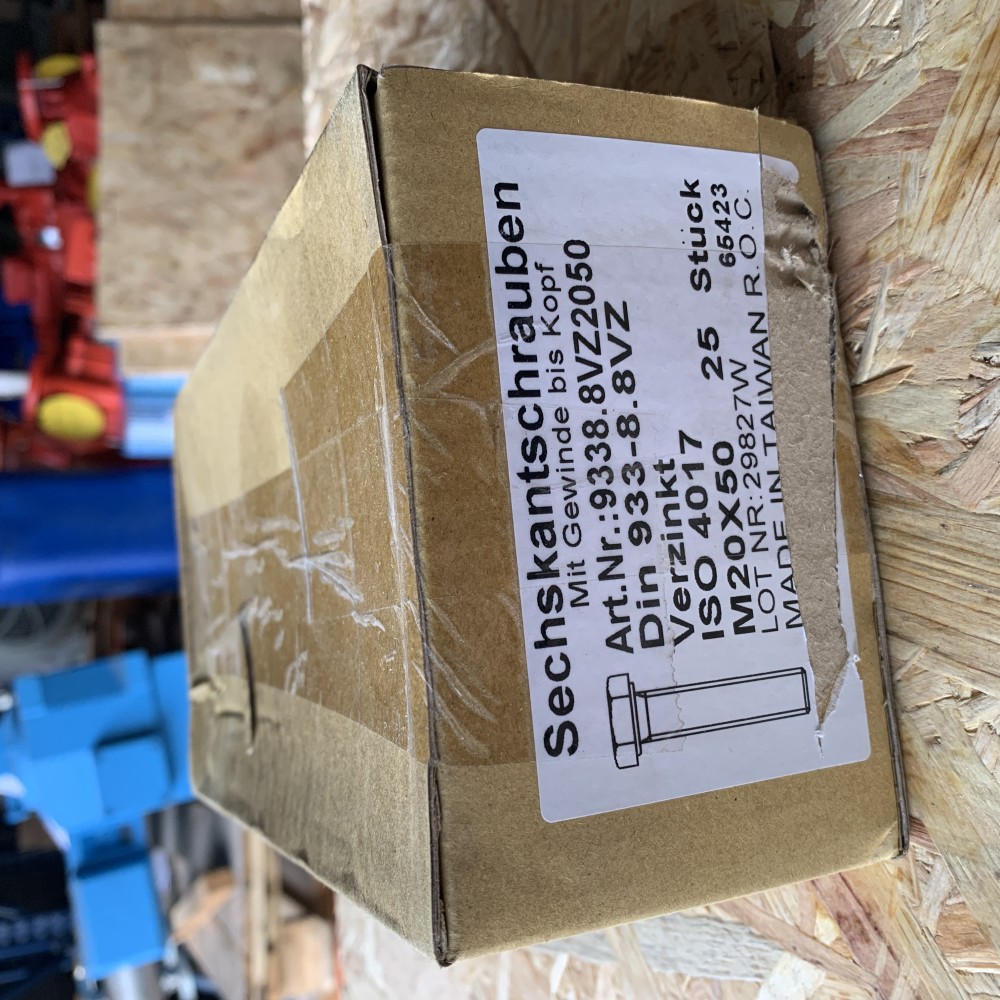 Sechskantschrauben
Mit Gewinde bis Kopf
Art.Nr.:9338.8VZ2050
Din 933-8.8VZ
Verzinkt
ISO 4017 25 Stück
M20X50 65423
LOT NR:29827W
MADE IN TAIWAN R.O.C.